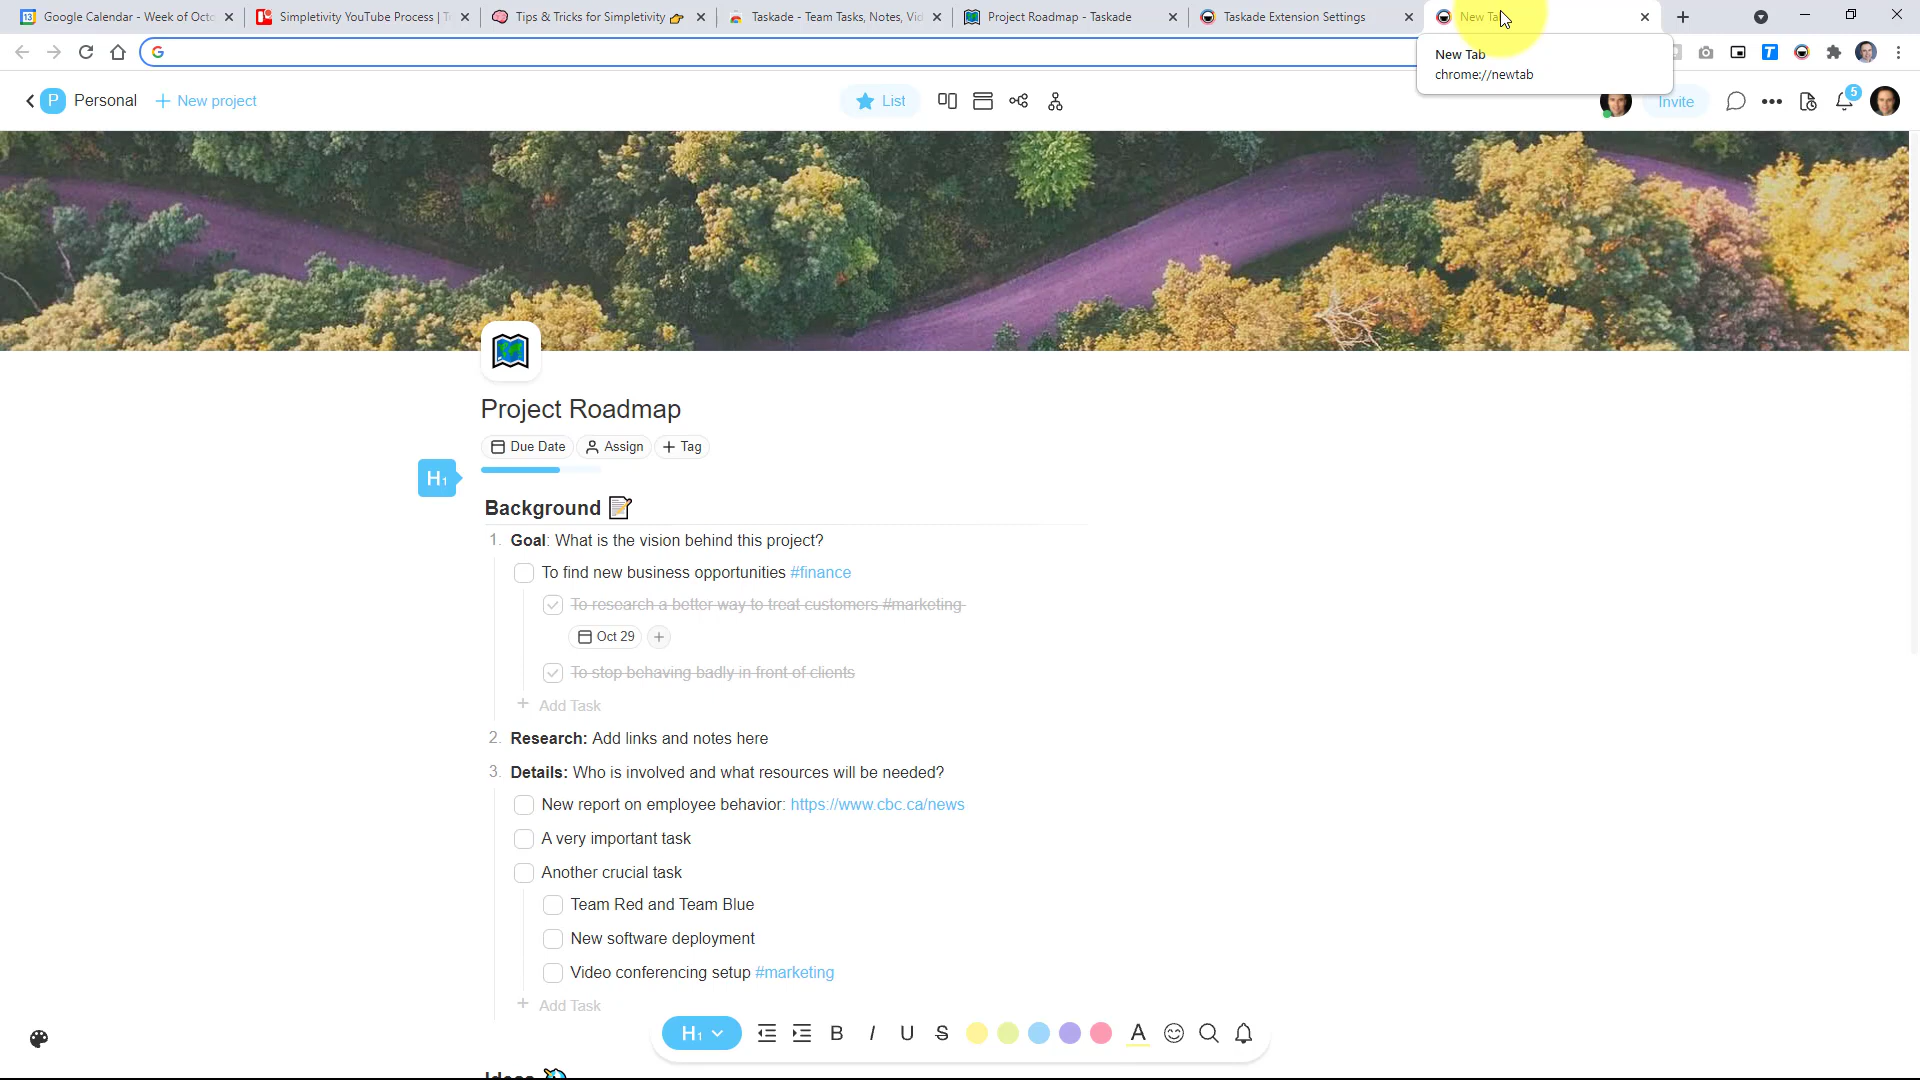 Google Calendar - Week of Octo
Simpletivity YouTube Process | Tr
Tips & Tricks for Simpletivity
Taskade - Team Tasks, Notes, Vid
Project Roadmap - Taskade
Taskade Extension Settings
New Tab
New Tab
chrome://newtab
P Personal
+ New project
List
Invite
5
Project Roadmap
Due Date
Assign
+ Tag
H1
Background
1. Goal: What is the vision behind this project?
To find new business opportunities #finance
To research a better way to treat customers #marketing
Oct 29 +
To stop behaving badly in front of clients
+ Add Task
2. Research: Add links and notes here
3. Details: Who is involved and what resources will be needed?
New report on employee behavior: https://www.cbc.ca/news
A very important task
Another crucial task
Team Red and Team Blue
New software deployment
Video conferencing setup #marketing
+ Add Task
H1 B I U S A
Ideas